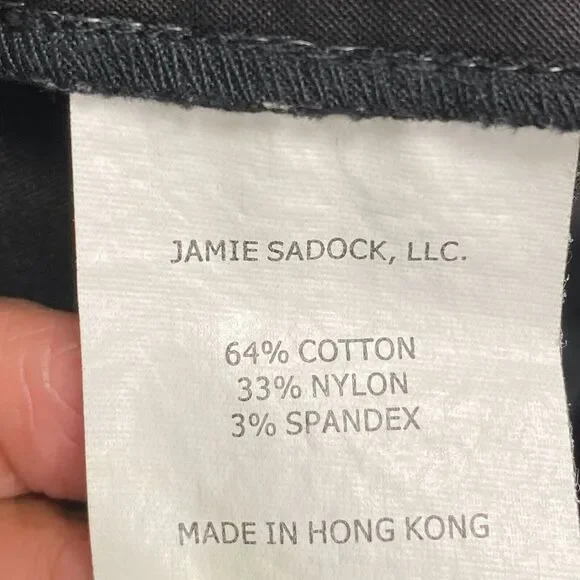 JAMIE SADOCK, LLC.
64% COTTON
33% NYLON
3% SPANDEX
MADE IN HONG KONG